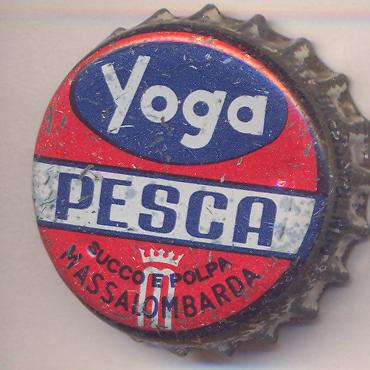 Yoga
PESCA
SUCCO E POLPA
MASSALOMBARDA